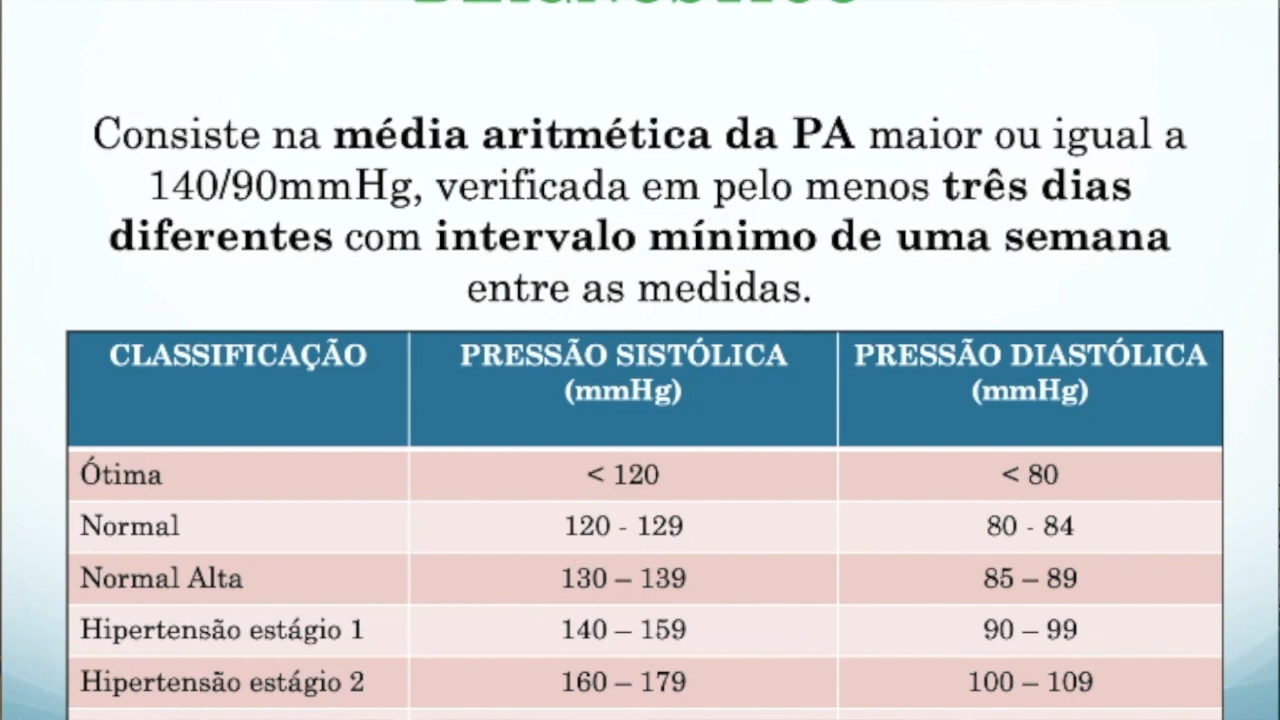 Consiste na média aritmética da PA maior ou igual a
140/90mmHg, verificada em pelo menos três dias
diferentes com intervalo mínimo de uma semana
entre as medidas.
CLASSIFICAÇÃO PRESSÃO SISTÓLICA (mmHg) PRESSÃO DIASTÓLICA (mmHg)
Ótima < 120 < 80
Normal 120 - 129 80 - 84
Normal Alta 130 – 139 85 – 89
Hipertensão estágio 1 140 – 159 90 – 99
Hipertensão estágio 2 160 – 179 100 – 109